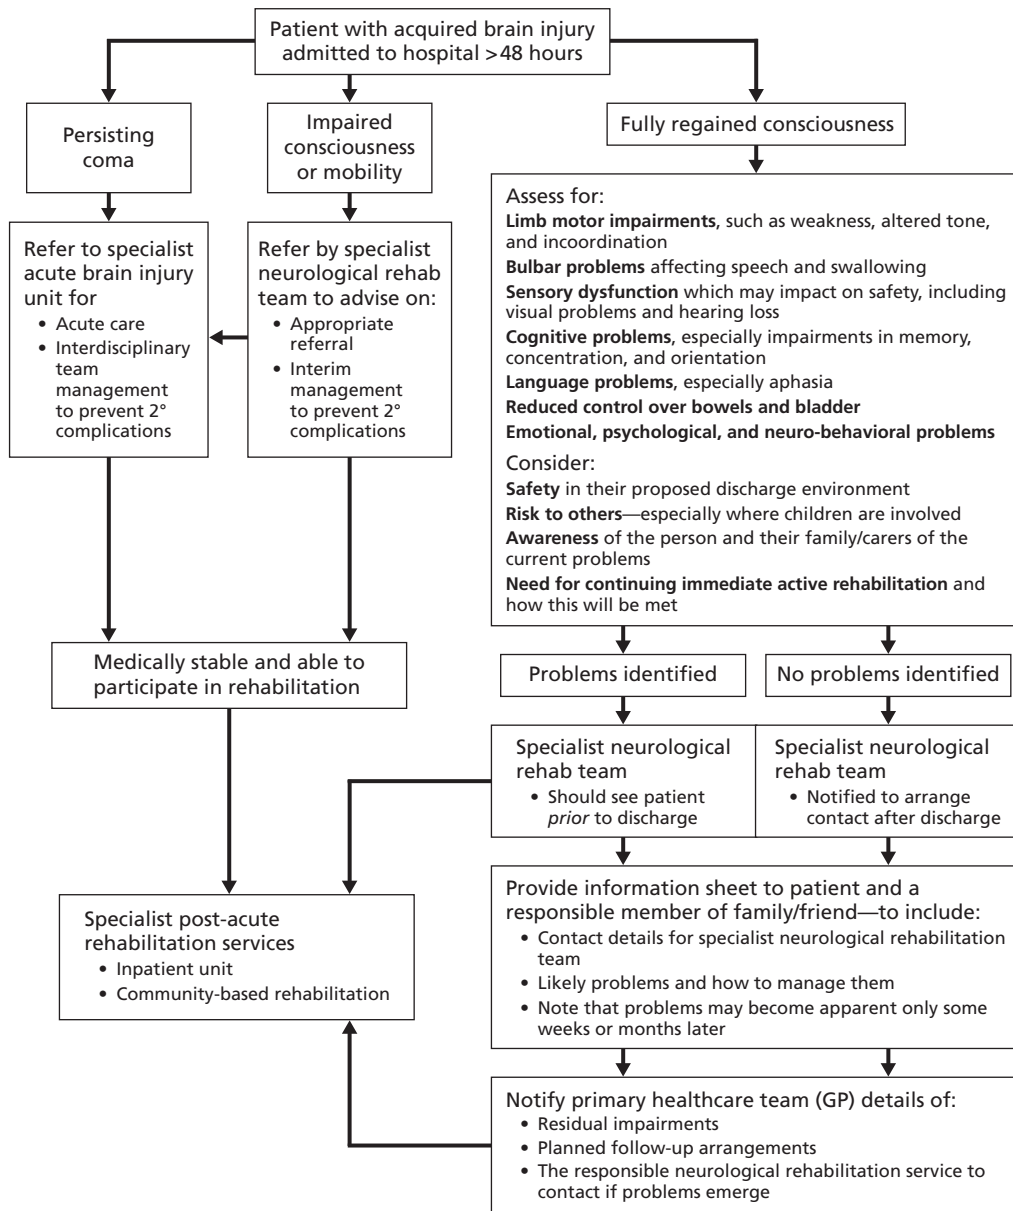 Patient with acquired brain injury
admitted to hospital >48 hours
Persisting
coma
Impaired
consciousness
or mobility
Fully regained consciousness
Refer to specialist
acute brain injury
unit for
• Acute care
• Interdisciplinary
team
management
to prevent 2°
complications
Refer by specialist
neurological rehab
team to advise on:
• Appropriate
referral
• Interim
management
to prevent 2°
complications
Assess for:
Limb motor impairments, such as weakness, altered tone,
and incoordination
Bulbar problems affecting speech and swallowing
Sensory dysfunction which may impact on safety, including
visual problems and hearing loss
Cognitive problems, especially impairments in memory,
concentration, and orientation
Language problems, especially aphasia
Reduced control over bowels and bladder
Emotional, psychological, and neuro-behavioral problems
Consider:
Safety in their proposed discharge environment
Risk to others—especially where children are involved
Awareness of the person and their family/carers of the
current problems
Need for continuing immediate active rehabilitation and
how this will be met
Medically stable and able to
participate in rehabilitation
Problems identified
No problems identified
Specialist neurological
rehab team
• Should see patient
prior to discharge
Specialist neurological
rehab team
• Notified to arrange
contact after discharge
Provide information sheet to patient and a
responsible member of family/friend—to include:
• Contact details for specialist neurological rehabilitation
team
• Likely problems and how to manage them
• Note that problems may become apparent only some
weeks or months later
Specialist post-acute
rehabilitation services
• Inpatient unit
• Community-based rehabilitation
Notify primary healthcare team (GP) details of:
• Residual impairments
• Planned follow-up arrangements
• The responsible neurological rehabilitation service to
contact if problems emerge